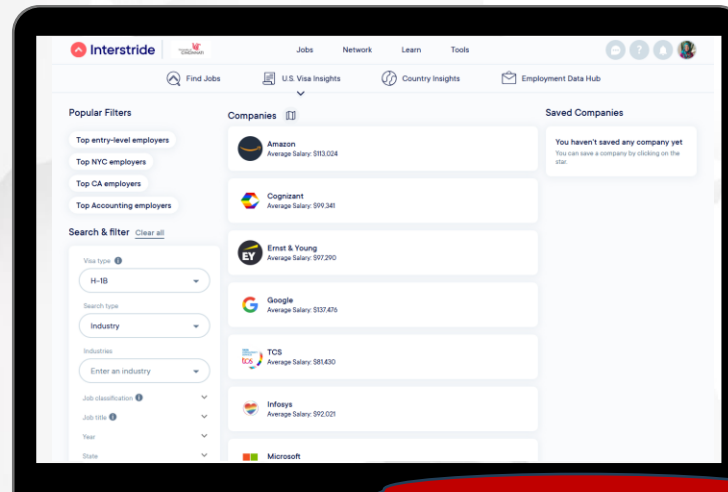 Interstride
CINCINNATI
Jobs
Network
Learn
Tools
Find Jobs
U.S. Visa Insights
Country Insights
Employment Data Hub
Popular Filters
Top entry-level employers
Top NYC employers
Top CA employers
Top Accounting employers
Search & filter Clear all
Visa type
H-1B
Search type
Industry
Industries
Enter an industry
Job classification
Job title
Year
State
Companies
Amazon
Average Salary: $113,024
Cognizant
Average Salary: $99,341
EY
Ernst & Young
Average Salary: $97,290
Google
Average Salary: $137,476
tcs
TCS
Average Salary: $81,430
Infosys
Average Salary: $92,021
Microsoft
Saved Companies
You haven't saved any company yet
You can save a company by clicking on the
star.